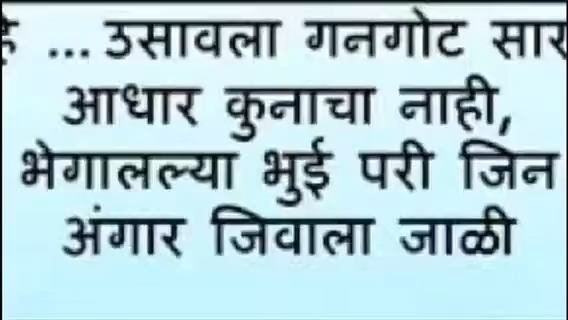 ... उसावला गनगोट सार
आधार कुनाचा नाही,
भेगालल्या भुई परी जिन
अंगार जिवाला जाळी